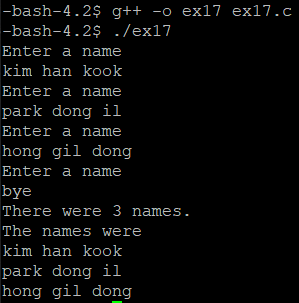 -bash-4.2$ g++ -o ex17 ex17.c
-bash-4.2$ ./ex17
Enter a name
kim han kook
Enter a name
park dong il
Enter a name
hong gil dong
Enter a name
bye
There were 3 names.
The names were
kim han kook
park dong il
hong gil dong